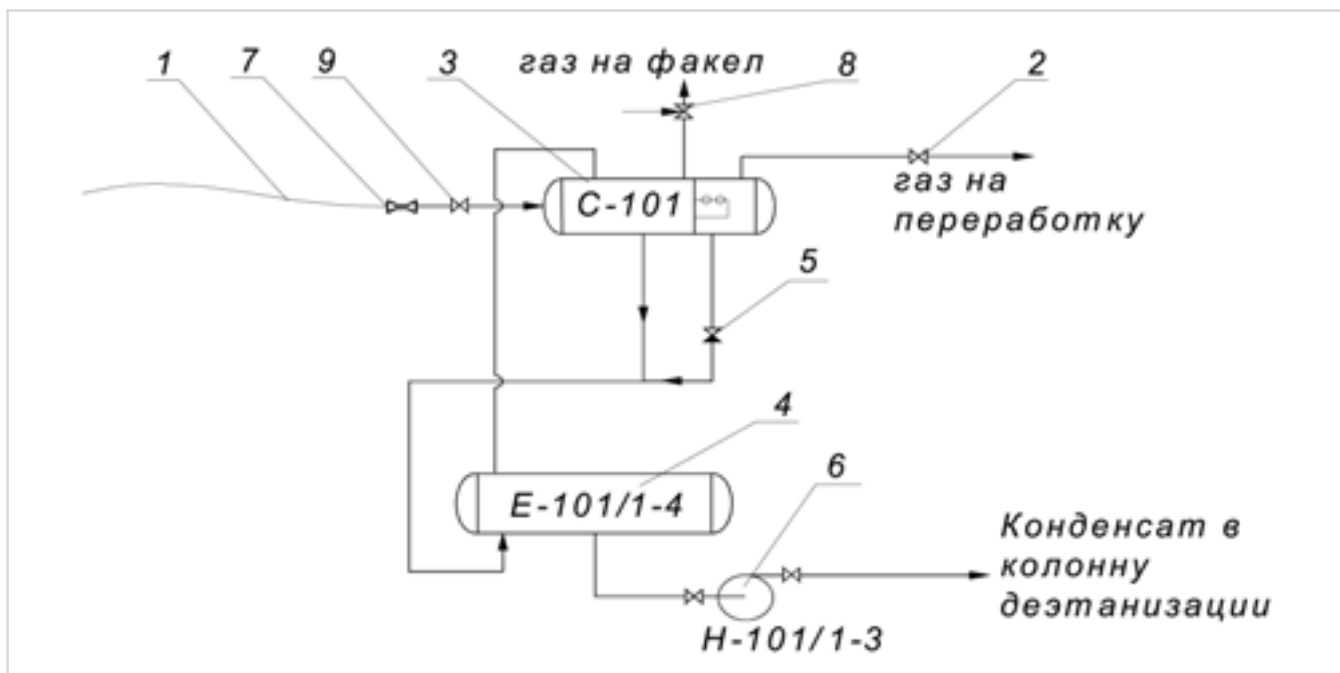 1
7
9
3
газ на факел
8
2
С-101
газ на
переработку
5
4
Е-101/1-4
6
Конденсат в
колонну
деэтанизации
Н-101/1-3